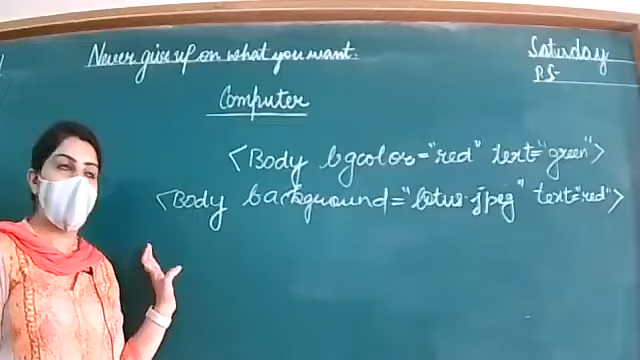 Never give up on what you want.
Saturday
P.S-
Computer
<Body bgcolor="red" text="green">
<Body background="lotus.jpeg" text="red">